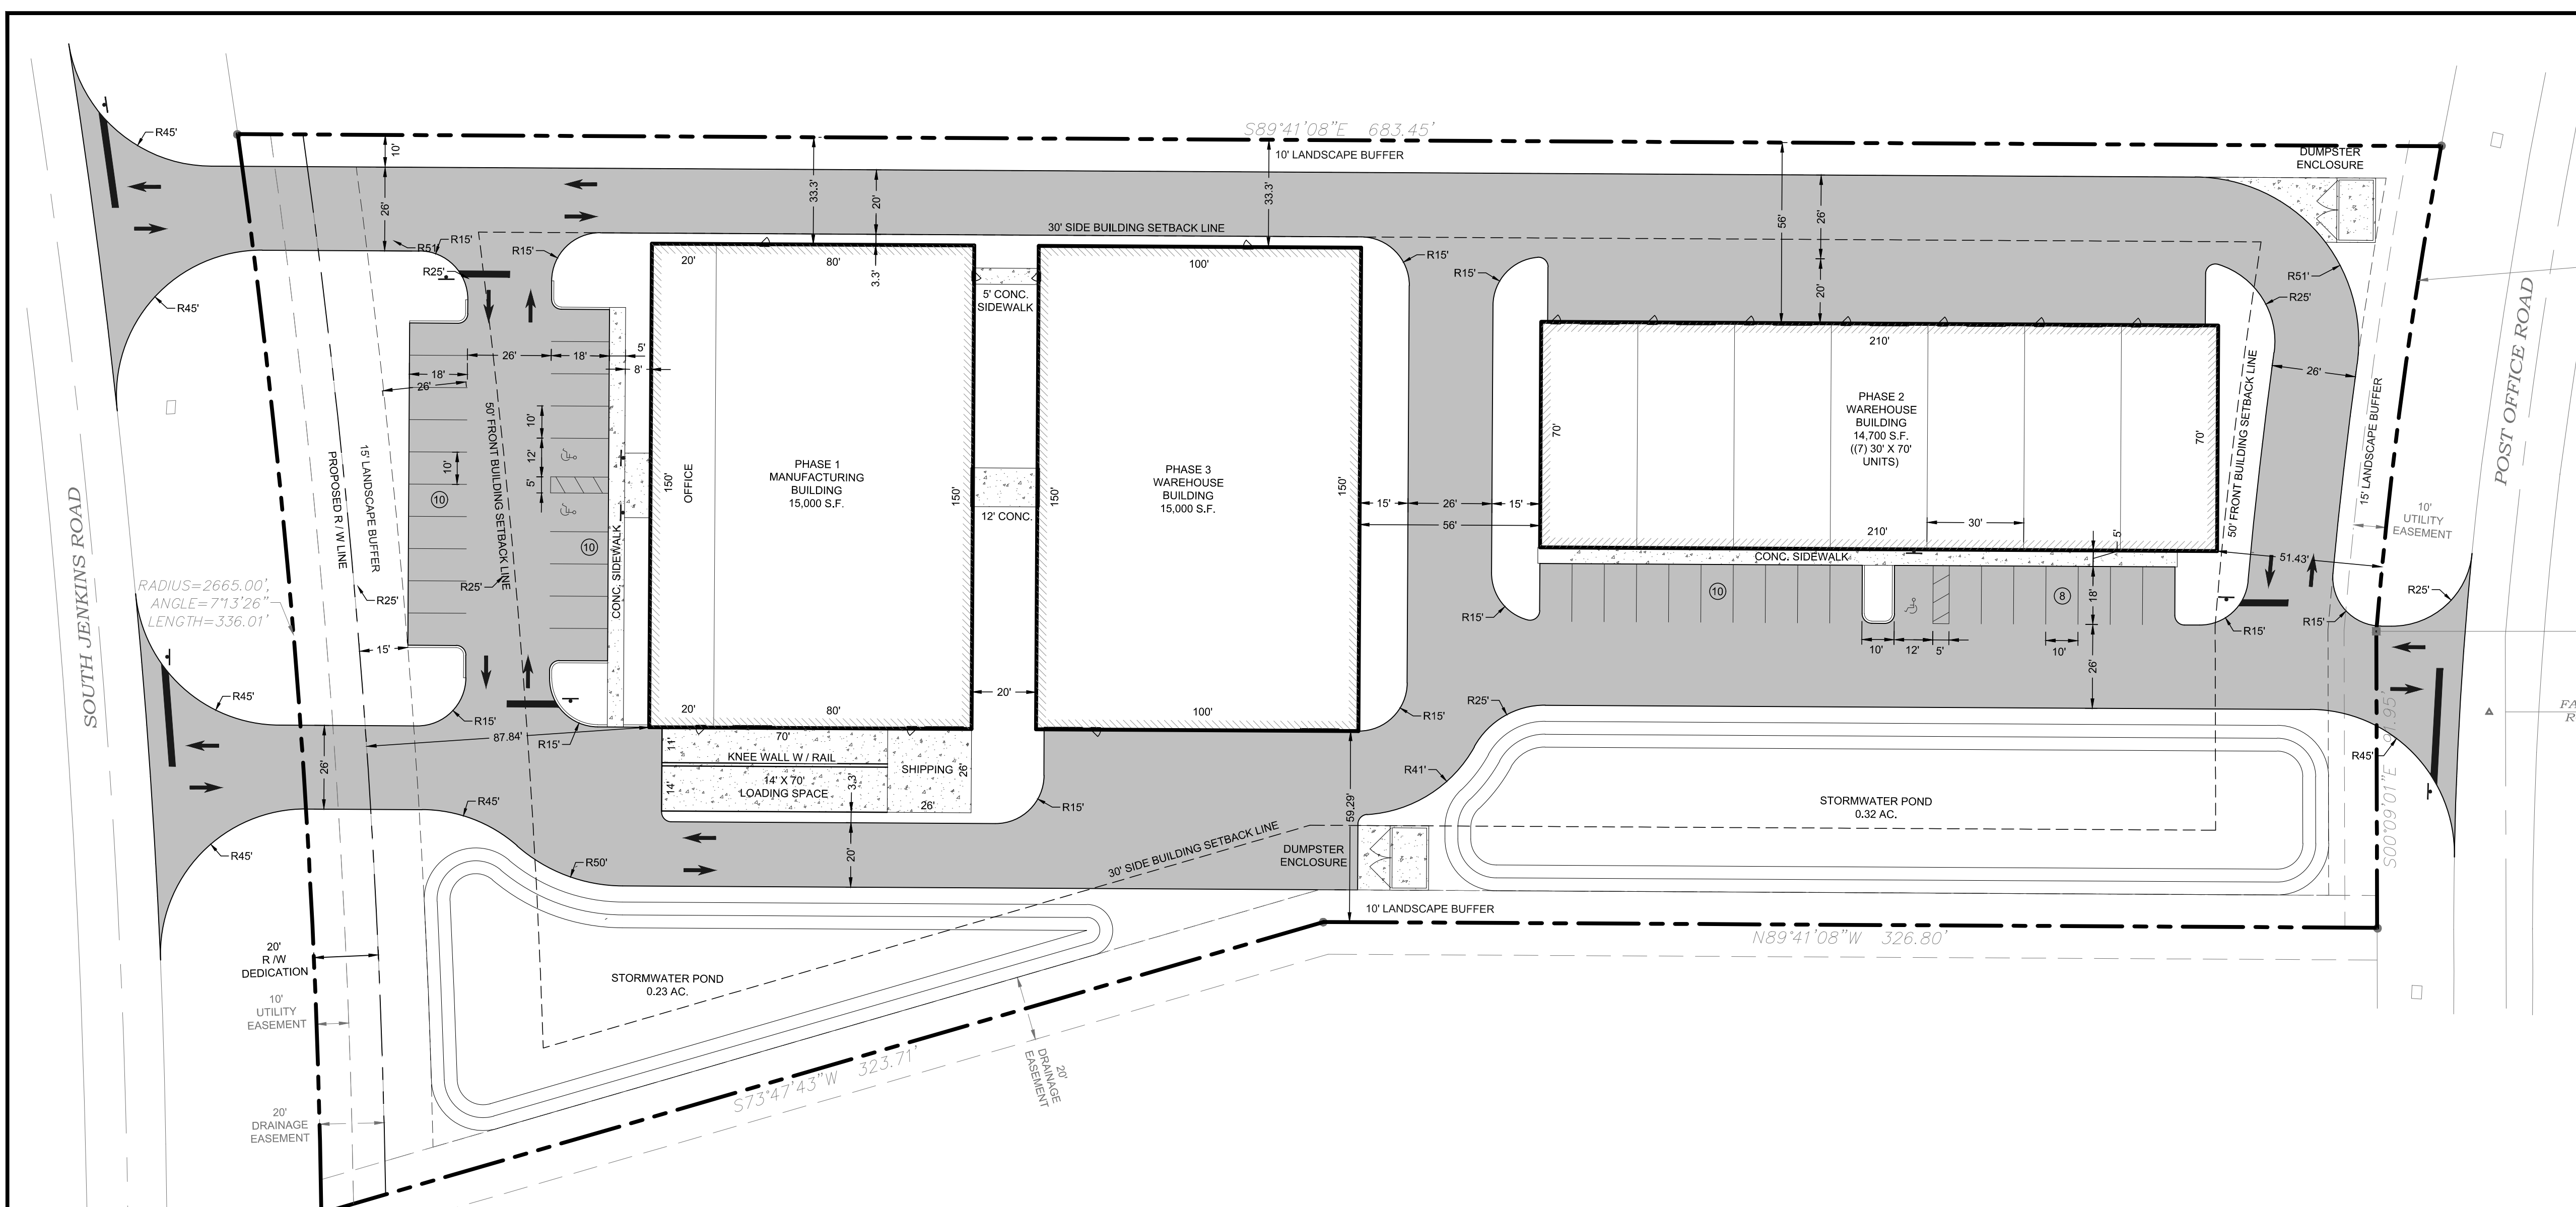 S89°41'08"E 683.45'
10' LANDSCAPE BUFFER
DUMPSTER
ENCLOSURE
R45'
10'
26'
33.3'
20'
33.3'
56'
26'
30' SIDE BUILDING SETBACK LINE
R51'
R15'
R25'
R15'
R45'
20'
80'
3.3'
5' CONC.
SIDEWALK
100'
R15'
R15'
20'
R51'
R25'
POST OFFICE ROAD
26'
18'
5'
8'
18'
26'
210'
26'
50' FRONT BUILDING SETBACK LINE
15' LANDSCAPE BUFFER
10'
12'
5'
10'
10
10
50' FRONT BUILDING SETBACK LINE
15' LANDSCAPE BUFFER
PROPOSED R / W LINE
CONC. SIDEWALK
150'
OFFICE
PHASE 1
MANUFACTURING
BUILDING
15,000 S.F.
150'
12' CONC.
150'
PHASE 3
WAREHOUSE
BUILDING
15,000 S.F.
150'
15'
26'
15'
56'
70'
PHASE 2
WAREHOUSE
BUILDING
14,700 S.F.
((7) 30' X 70'
UNITS)
70'
30'
210'
5'
CONC. SIDEWALK
10'
UTILITY
EASEMENT
51.43'
SOUTH JENKINS ROAD
RADIUS=2665.00',
ANGLE=7°13'26"
LENGTH=336.01'
R25'
R25'
15'
10
8
18'
R15'
R15'
R15'
R25'
10'
12'
5'
10'
26'
R45'
R15'
87.84'
R15'
26'
20'
80'
20'
100'
R15'
R25'
R41'
70'
11'
KNEE WALL W / RAIL
14'
14' X 70'
LOADING SPACE
3.3'
SHIPPING
26'
26'
R15'
59.29'
STORMWATER POND
0.32 AC.
R45'
S00°09'01"E 91.95'
FA
R
R45'
R45'
R50'
20'
30' SIDE BUILDING SETBACK LINE
DUMPSTER
ENCLOSURE
10' LANDSCAPE BUFFER
N89°41'08"W 326.80'
20'
R /W
DEDICATION
10'
UTILITY
EASEMENT
STORMWATER POND
0.23 AC.
20'
DRAINAGE
EASEMENT
S73°47'43"W 323.71'
20'
DRAINAGE
EASEMENT